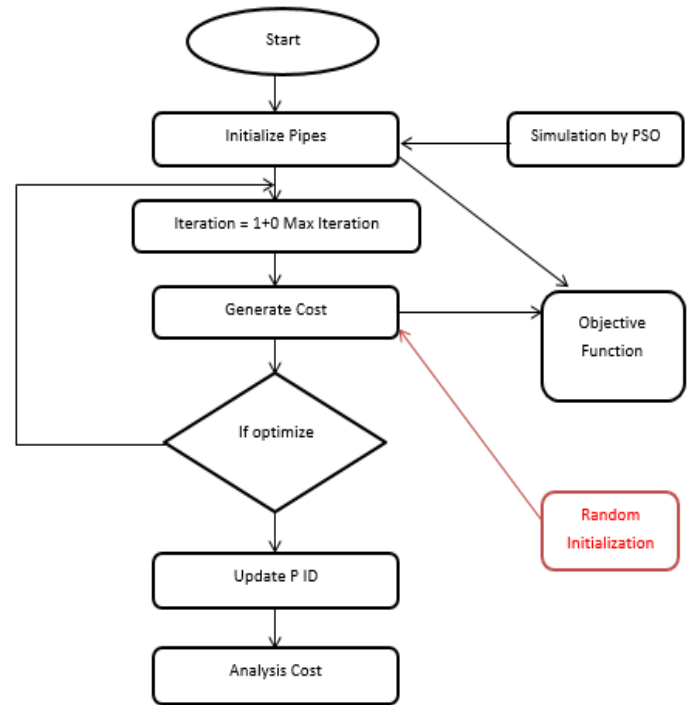 Start
Initialize Pipes
Simulation by PSO
Iteration = 1+0 Max Iteration
Generate Cost
Objective
Function
If optimize
Random
Initialization
Update P ID
Analysis Cost